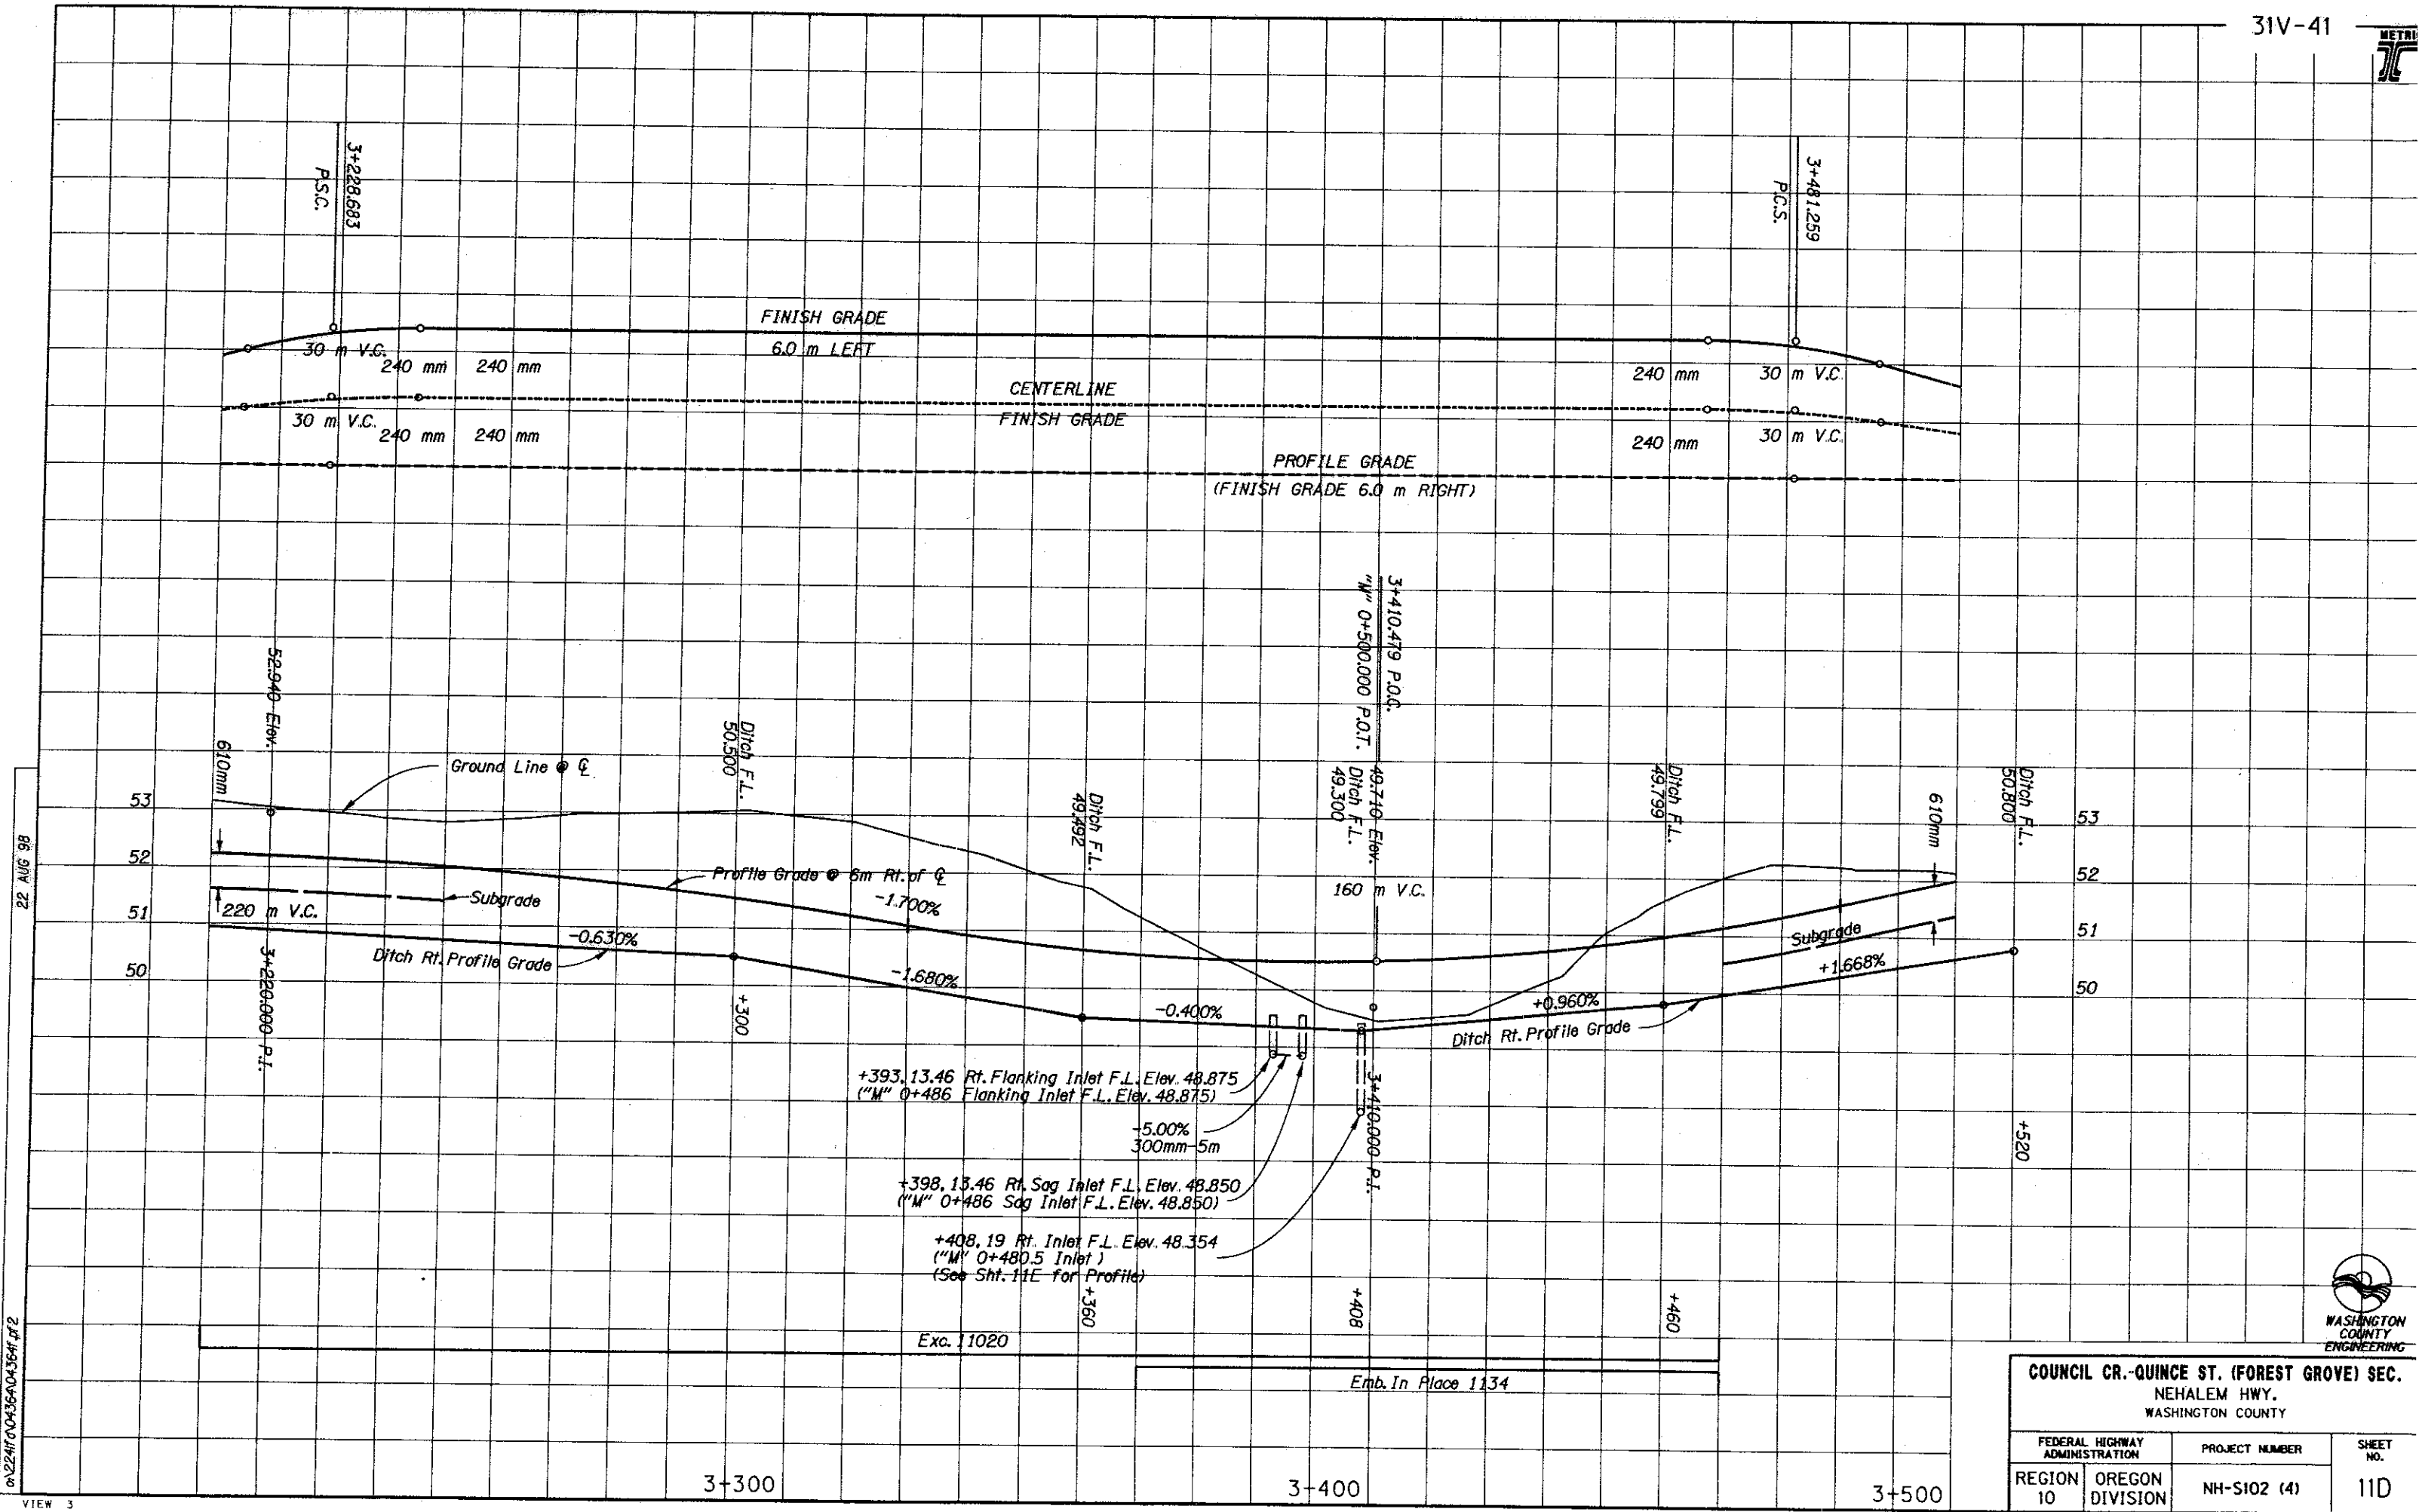 31V-41
METRI
3+228.683
P.S.C.
3+481.259
P.C.S.
FINISH GRADE
6.0 m LEFT
30 m V.C.
240 mm 240 mm
240 mm 30 m V.C.
CENTERLINE
FINISH GRADE
30 m V.C.
240 mm 240 mm
240 mm 30 m V.C.
PROFILE GRADE
(FINISH GRADE 6.0 m RIGHT)
3+410.479 P.O.C.
"M" 0+500.000 P.O.T.
52.940 Elev.
610mm
Ground Line @ ℄
Ditch F.L.
50.500
Ditch F.L.
49.492
49.710 Elev.
Ditch F.L.
49.300
160 m V.C.
Ditch F.L.
49.799
610mm
Ditch F.L.
50.800
53
52
51
50
53
52
51
50
Profile Grade @ 6m Rt. of ℄
-1.700%
Subgrade
220 m V.C.
-0.630%
Ditch Rt. Profile Grade
-1.680%
-0.400%
+0.960%
Ditch Rt. Profile Grade
Subgrade
+1.668%
3+220.000 P.I.
+300
+393, 13.46 Rt. Flanking Inlet F.L. Elev. 48.875
("M" 0+486 Flanking Inlet F.L. Elev. 48.875)
-5.00%
300mm-5m
3+410.000 P.I.
+398, 13.46 Rt. Sag Inlet F.L. Elev. 48.850
("M" 0+486 Sag Inlet F.L. Elev. 48.850)
+408, 19 Rt. Inlet F.L. Elev. 48.354
("M" 0+480.5 Inlet)
(See Sht. 11E for Profile)
+360
+408
+460
+520
Exc. 11020
Emb. In Place 1134
3+300
3+400
3+500
22 AUG 98
VIEW 3
WASHINGTON
COUNTY
ENGINEERING
COUNCIL CR.-QUINCE ST. (FOREST GROVE) SEC.
NEHALEM HWY.
WASHINGTON COUNTY
FEDERAL HIGHWAY
ADMINISTRATION
PROJECT NUMBER
SHEET
NO.
REGION
10
OREGON
DIVISION
NH-S102 (4)
11D